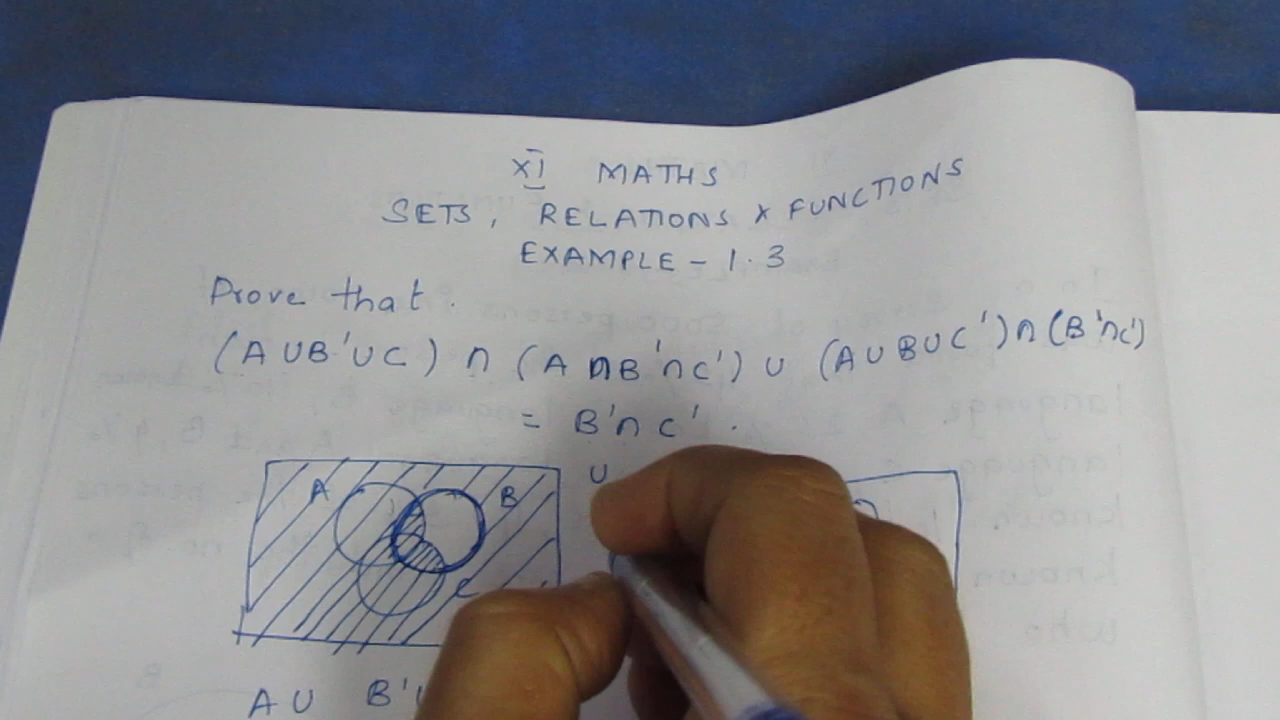 XI MATHS
SETS, RELATIONS & FUNCTIONS
EXAMPLE - 1.3
Prove that.
(A ∪ B' ∪ C) ∩ (A ∩ B' ∩ C') ∪ (A ∪ B ∪ C') ∩ (B' ∩ C')
= B' ∩ C'.
U
A B
C
A ∪ B' ∪